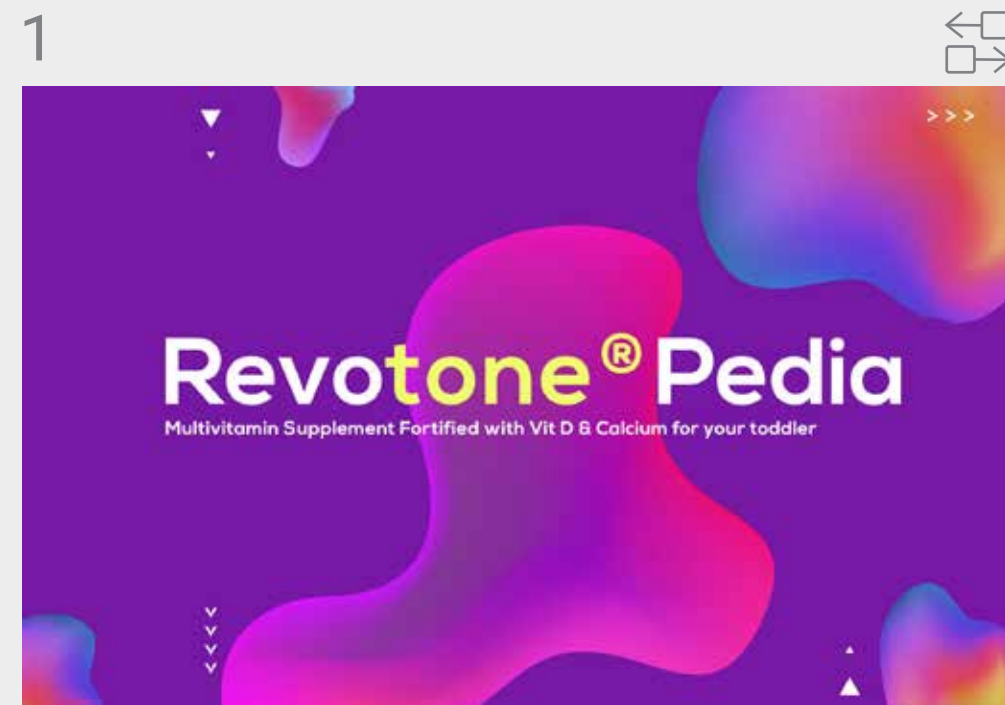 1
> > >
Revotone® Pedia
Multivitamin Supplement Fortified with Vit D & Calcium for your toddler